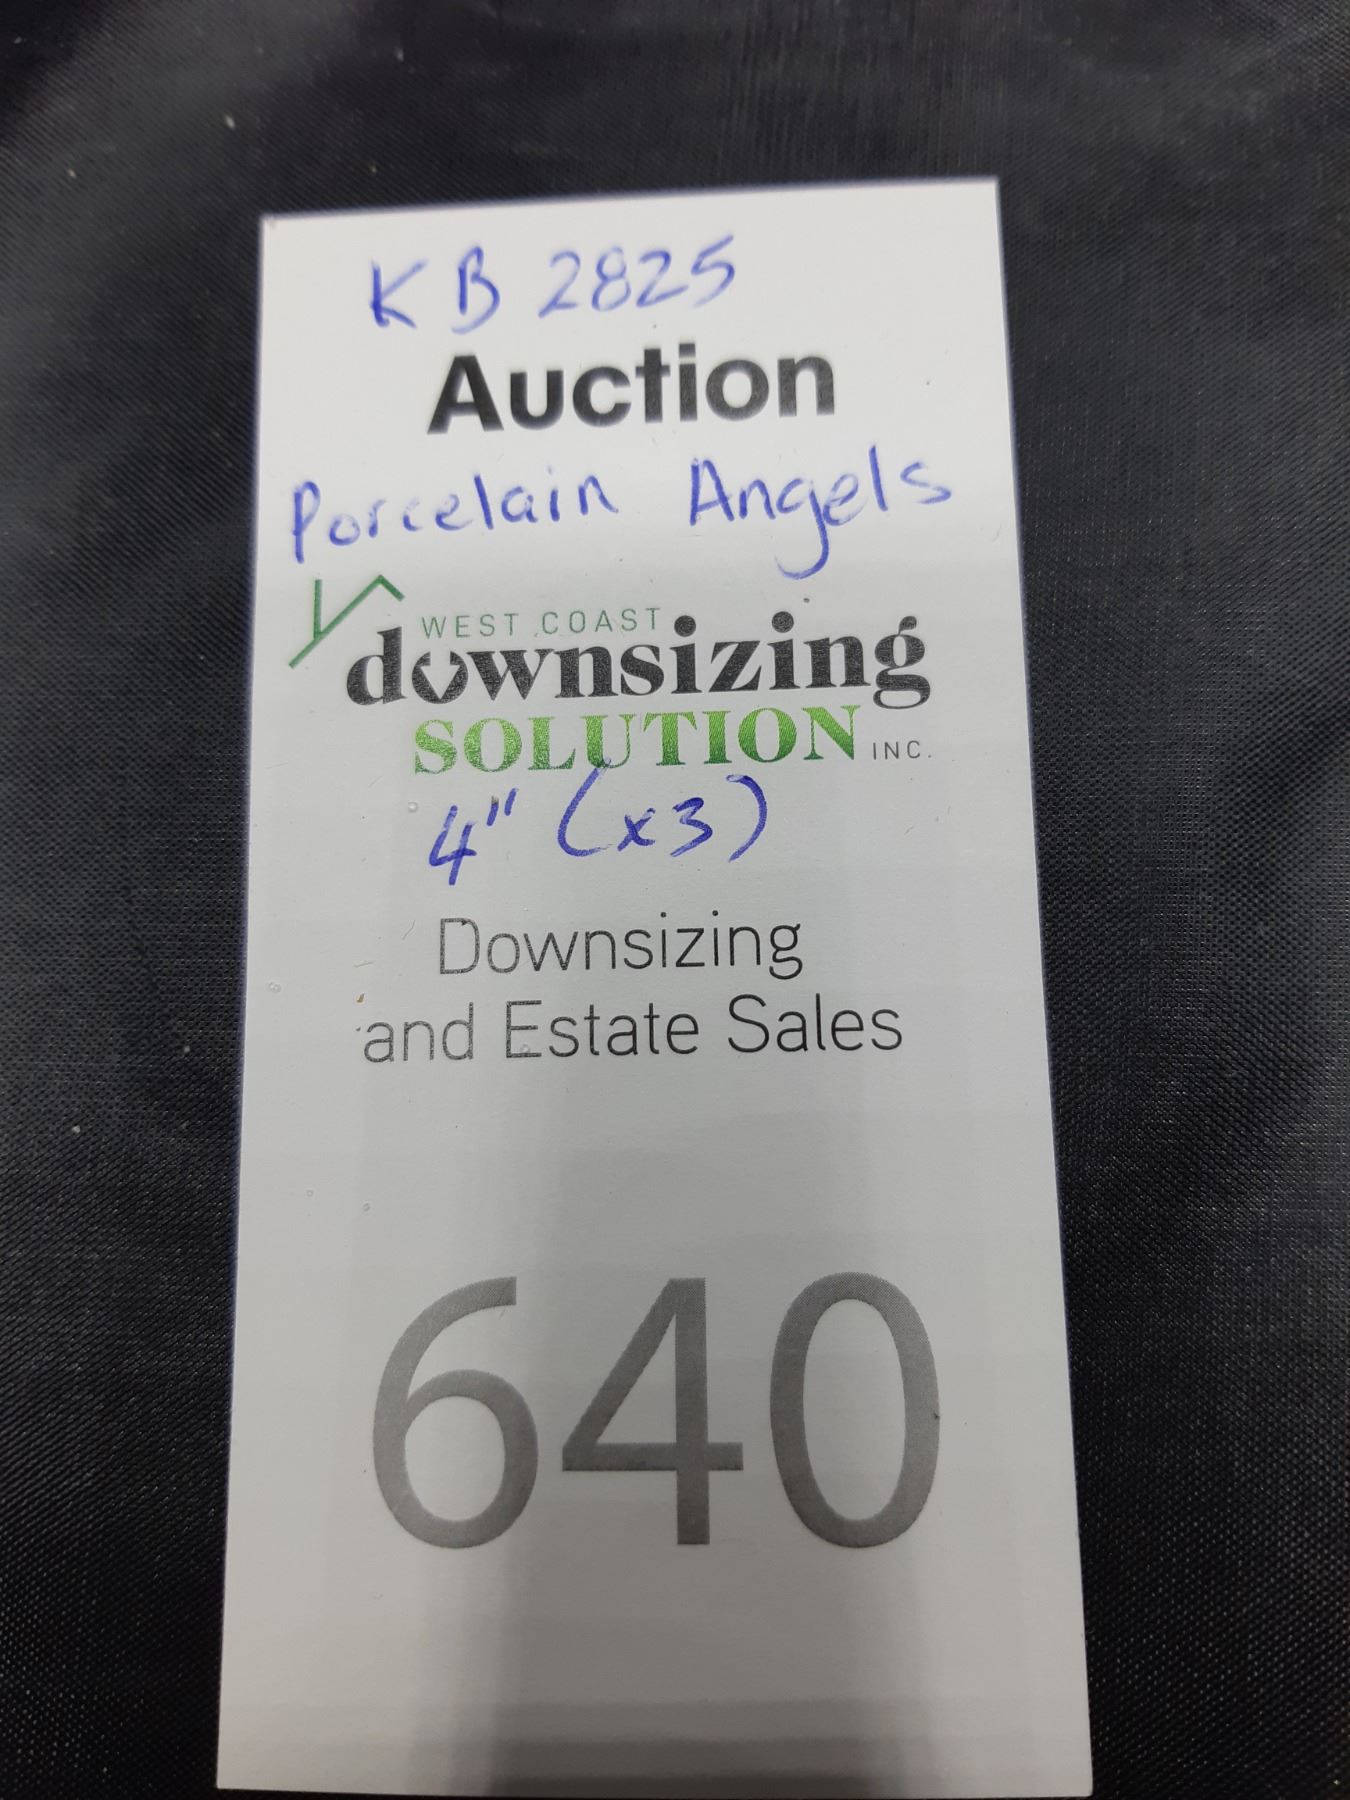 KB 2825
Auction
Porcelain Angels
WEST COAST
downsizing
SOLUTION INC.
4" (x3)
Downsizing
and Estate Sales
640